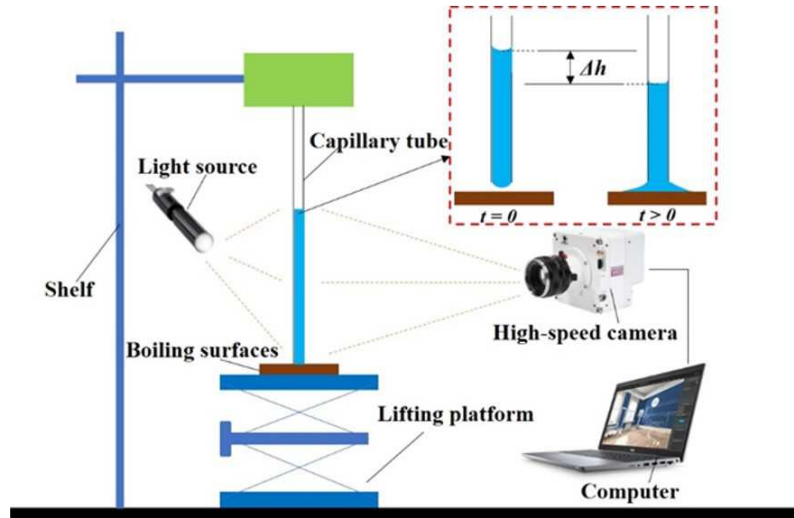 Δh
Capillary tube
Light source
t = 0
t > 0
Shelf
High-speed camera
Boiling surfaces
Lifting platform
Computer